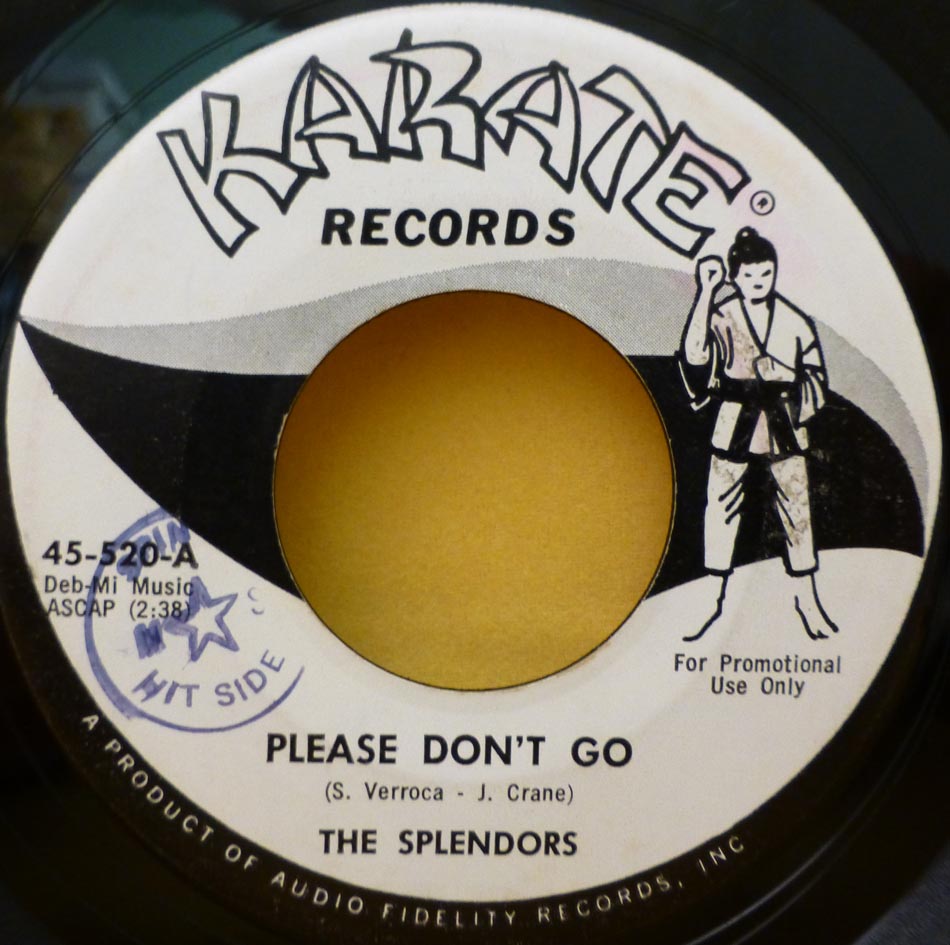 KARATE®
RECORDS
45-520-A
Deb-Mi Music
ASCAP (2:38)
HIT SIDE
For Promotional
Use Only
PLEASE DON'T GO
(S. Verroca - J. Crane)
THE SPLENDORS
A PRODUCT OF AUDIO FIDELITY RECORDS, INC